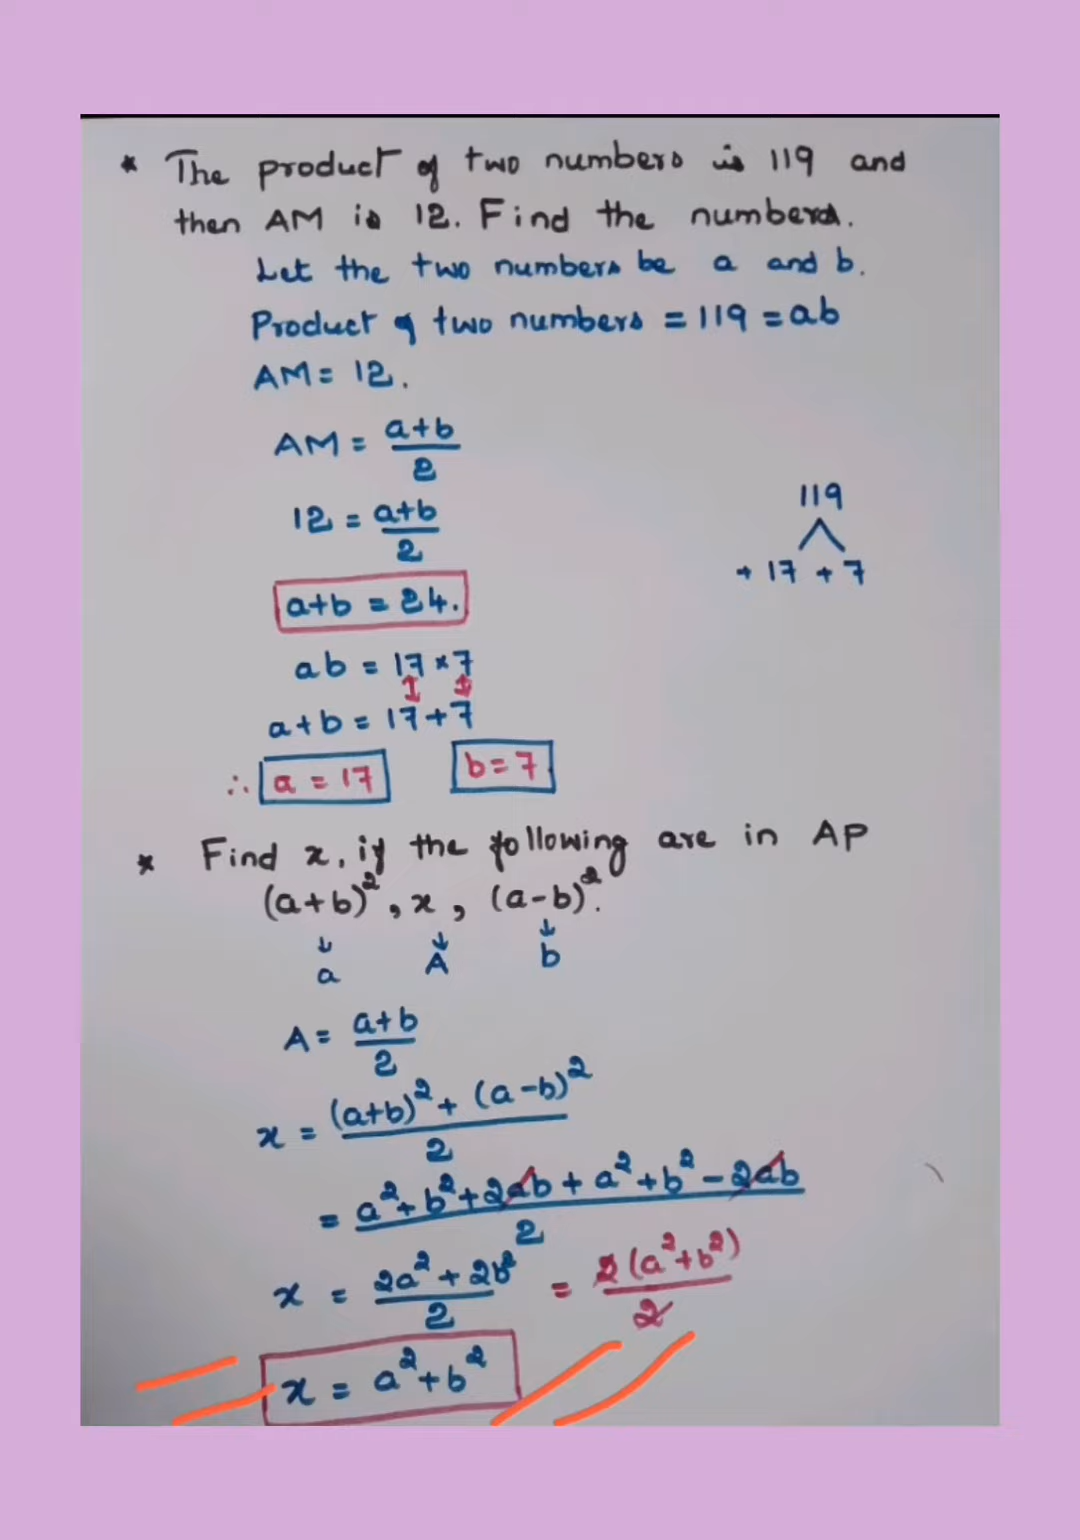 * The product of two numbers is 119 and
then AM is 12. Find the numbers.
Let the two numbers be a and b.
Product of two numbers = 119 = ab
AM = 12.
AM = a+b/2
12 = a+b/2
119
+ 17 + 7
a+b = 24.
ab = 17 × 7
a+b = 17+7
∴ a = 17 b = 7
* Find x, if the following are in AP
(a+b)², x, (a-b)².
↓ ↓ ↓
a A b
A = a+b/2
x = (a+b)² + (a-b)²/2
= a²+b²+2ab + a²+b²-2ab/2
x = 2a²+2b²/2 = 2(a²+b²)/2
x = a²+b²